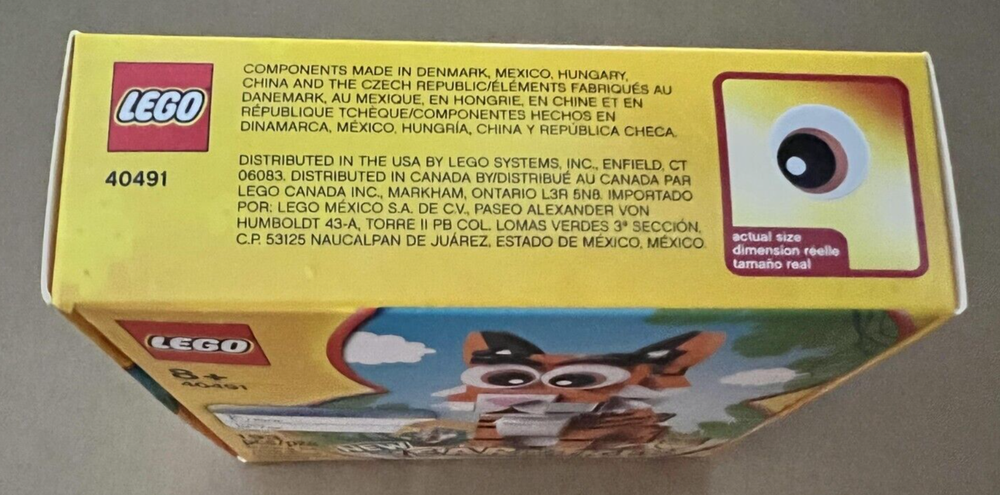 LEGO
40491
COMPONENTS MADE IN DENMARK, MEXICO, HUNGARY,
CHINA AND THE CZECH REPUBLIC/ÉLÉMENTS FABRIQUÉS AU
DANEMARK, AU MEXIQUE, EN HONGRIE, EN CHINE ET EN
RÉPUBLIQUE TCHÈQUE/COMPONENTES HECHOS EN
DINAMARCA, MÉXICO, HUNGRÍA, CHINA Y REPÚBLICA CHECA.
DISTRIBUTED IN THE USA BY LEGO SYSTEMS, INC., ENFIELD, CT
06083. DISTRIBUTED IN CANADA BY/DISTRIBUÉ AU CANADA PAR
LEGO CANADA INC., MARKHAM, ONTARIO L3R 5N8. IMPORTADO
POR: LEGO MÉXICO S.A. DE C.V., PASEO ALEXANDER VON
HUMBOLDT 43-A, TORRE II PB COL. LOMAS VERDES 3ª SECCIÓN,
C.P. 53125 NAUCALPAN DE JUÁREZ, ESTADO DE MÉXICO, MÉXICO.
actual size
dimension réelle
tamaño real
LEGO
8+
40491